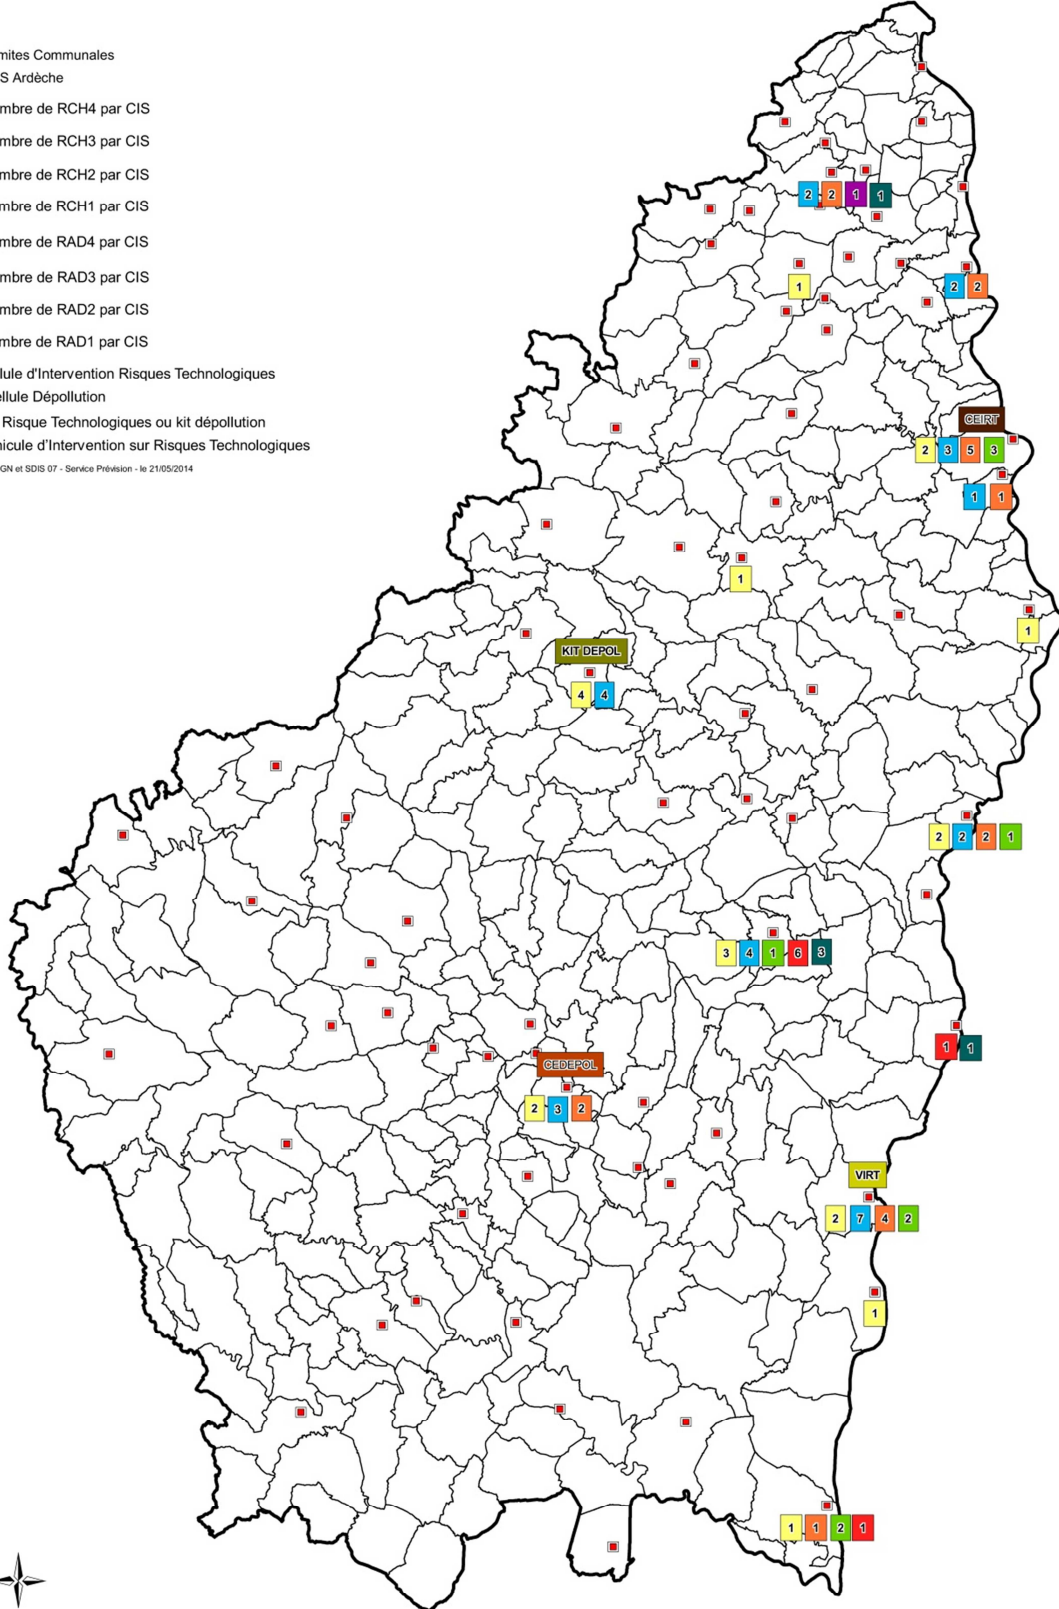 mites Communales
S Ardèche
mbre de RCH4 par CIS
mbre de RCH3 par CIS
mbre de RCH2 par CIS
mbre de RCH1 par CIS
mbre de RAD4 par CIS
mbre de RAD3 par CIS
mbre de RAD2 par CIS
mbre de RAD1 par CIS
lule d'Intervention Risques Technologiques
ellule Dépollution
Risque Technologiques ou kit dépollution
hicule d'Intervention sur Risques Technologiques
GN et SDIS 07 - Service Prévision - le 21/05/2014
2 2 1 1
1
2 2
CEIRT
2 3 5 3
1 1
1
1
KIT DEPOL
4 4
2 2 2 1
3 4 1 6 3
1 1
CEDEPOL
2 3 2
VIRT
2 7 4 2
1
1 1 2 1